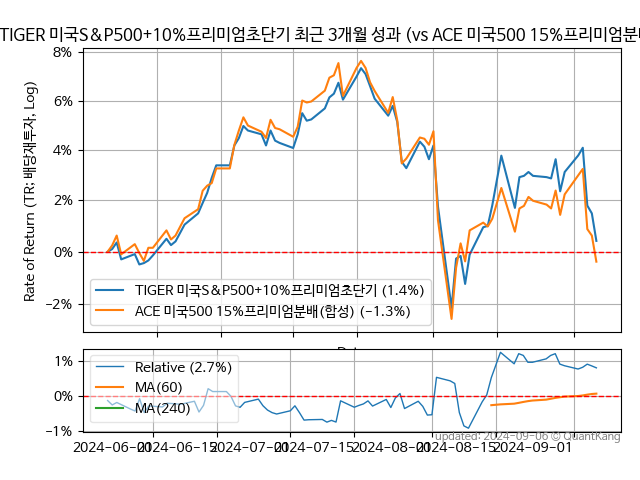 TIGER 미국S&P500+10%프리미엄초단기 최근 3개월 성과 (vs ACE 미국500 15%프리미엄분배
8%
6%
4%
2%
0%
−2%
Rate of Return (TR: 배당재투자, Log)
TIGER 미국S&P500+10%프리미엄초단기 (1.4%)
ACE 미국500 15%프리미엄분배(합성) (−1.3%)
1%
0%
−1%
Relative (2.7%)
MA(60)
MA(240)
updated: 2024-09-06 © QuantKang
2024-06-01 2024-06-15 2024-07-01 2024-07-15 2024-08-01 2024-08-15 2024-09-01